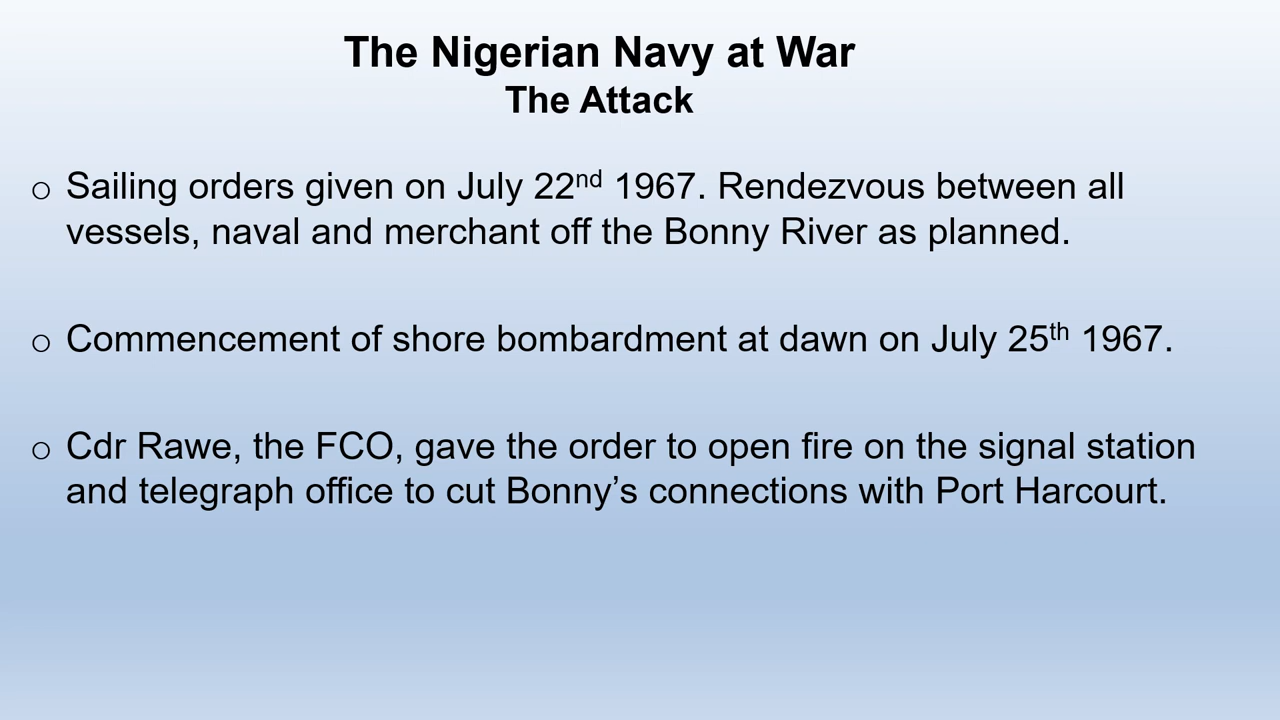 The Nigerian Navy at War
The Attack
o Sailing orders given on July 22nd 1967. Rendezvous between all
vessels, naval and merchant off the Bonny River as planned.
o Commencement of shore bombardment at dawn on July 25th 1967.
o Cdr Rawe, the FCO, gave the order to open fire on the signal station
and telegraph office to cut Bonny’s connections with Port Harcourt.